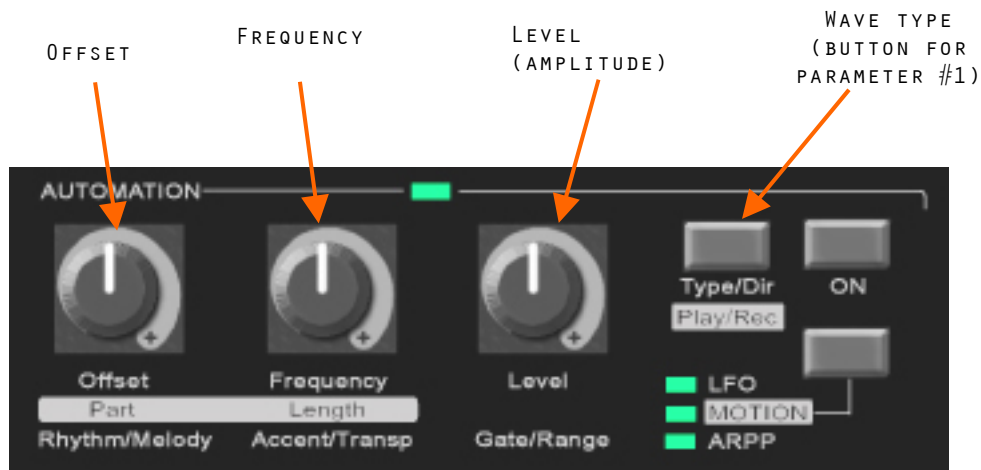 Offset
Frequency
Level
(amplitude)
Wave type
(button for
parameter #1)
AUTOMATION
Type/Dir
ON
Play/Rec
Offset
Frequency
Level
Part
Length
Rhythm/Melody
Accent/Transp
Gate/Range
LFO
MOTION
ARPP